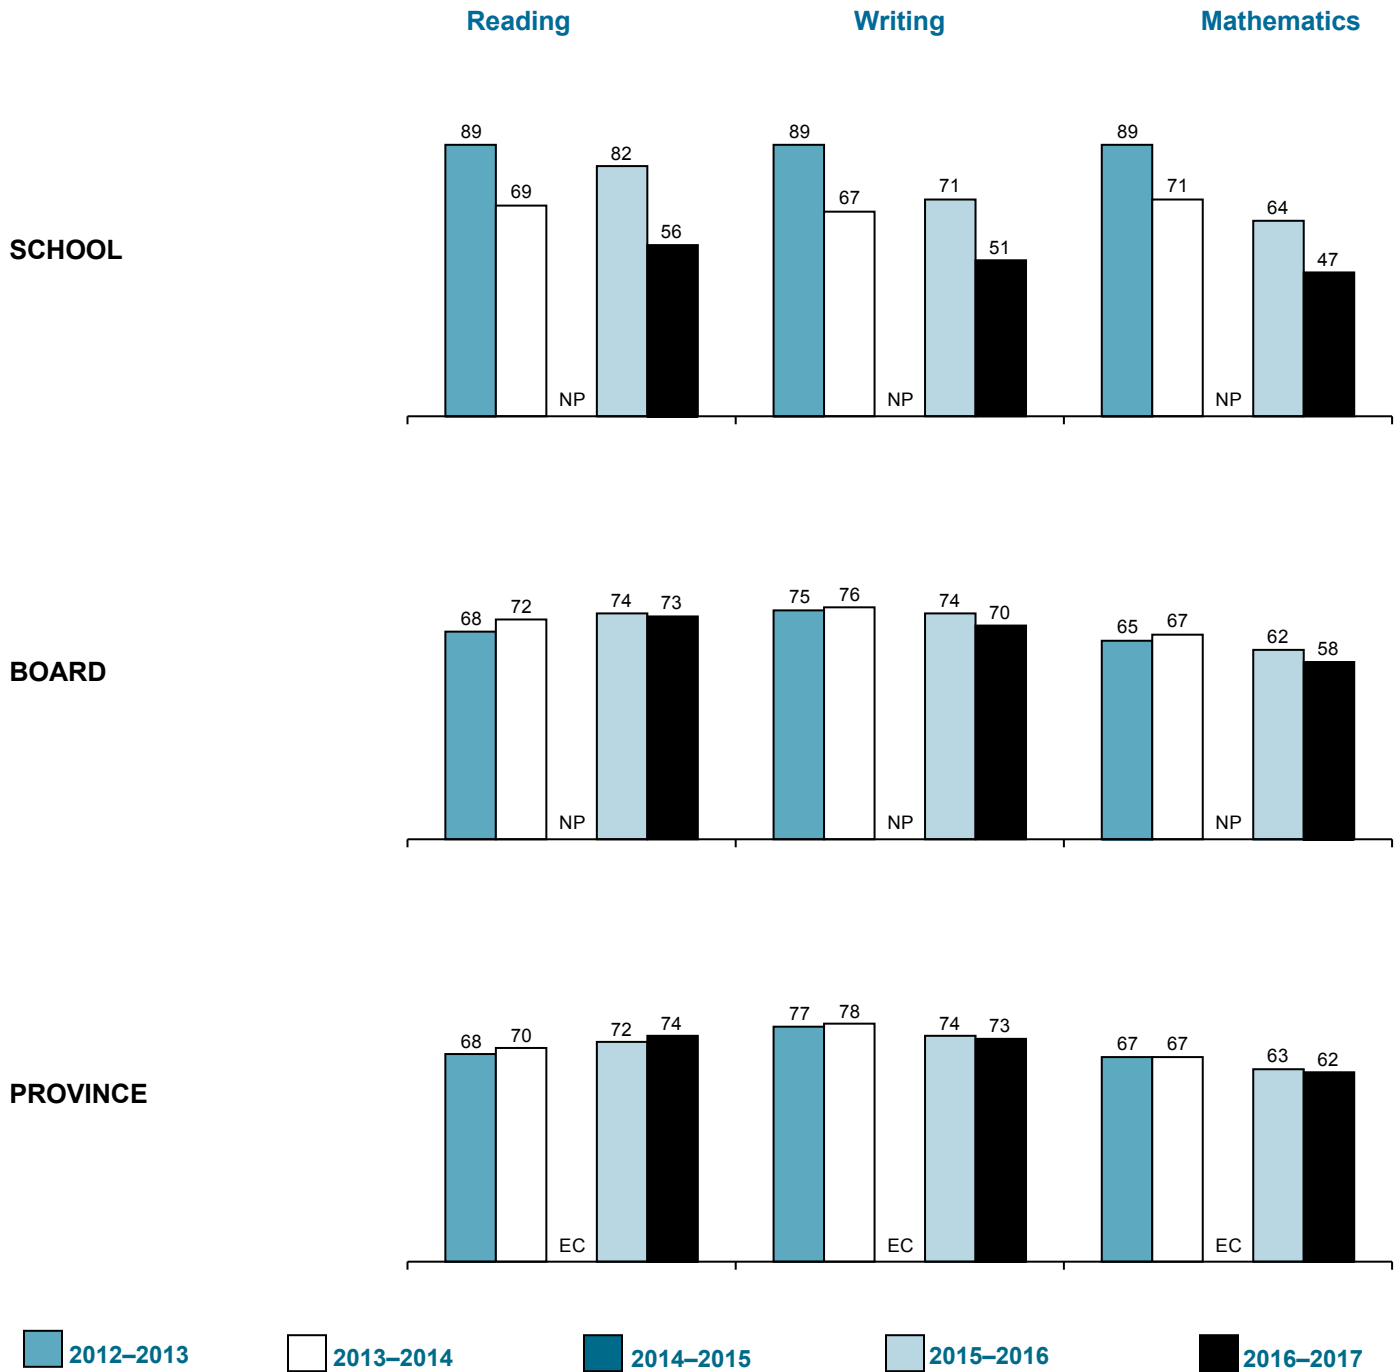 Reading Writing Mathematics
SCHOOL
89 69 NP 82 56 89 67 NP 71 51 89 71 NP 64 47
BOARD
68 72 NP 74 73 75 76 NP 74 70 65 67 NP 62 58
PROVINCE
68 70 EC 72 74 77 78 EC 74 73 67 67 EC 63 62
2012–2013 2013–2014 2014–2015 2015–2016 2016–2017